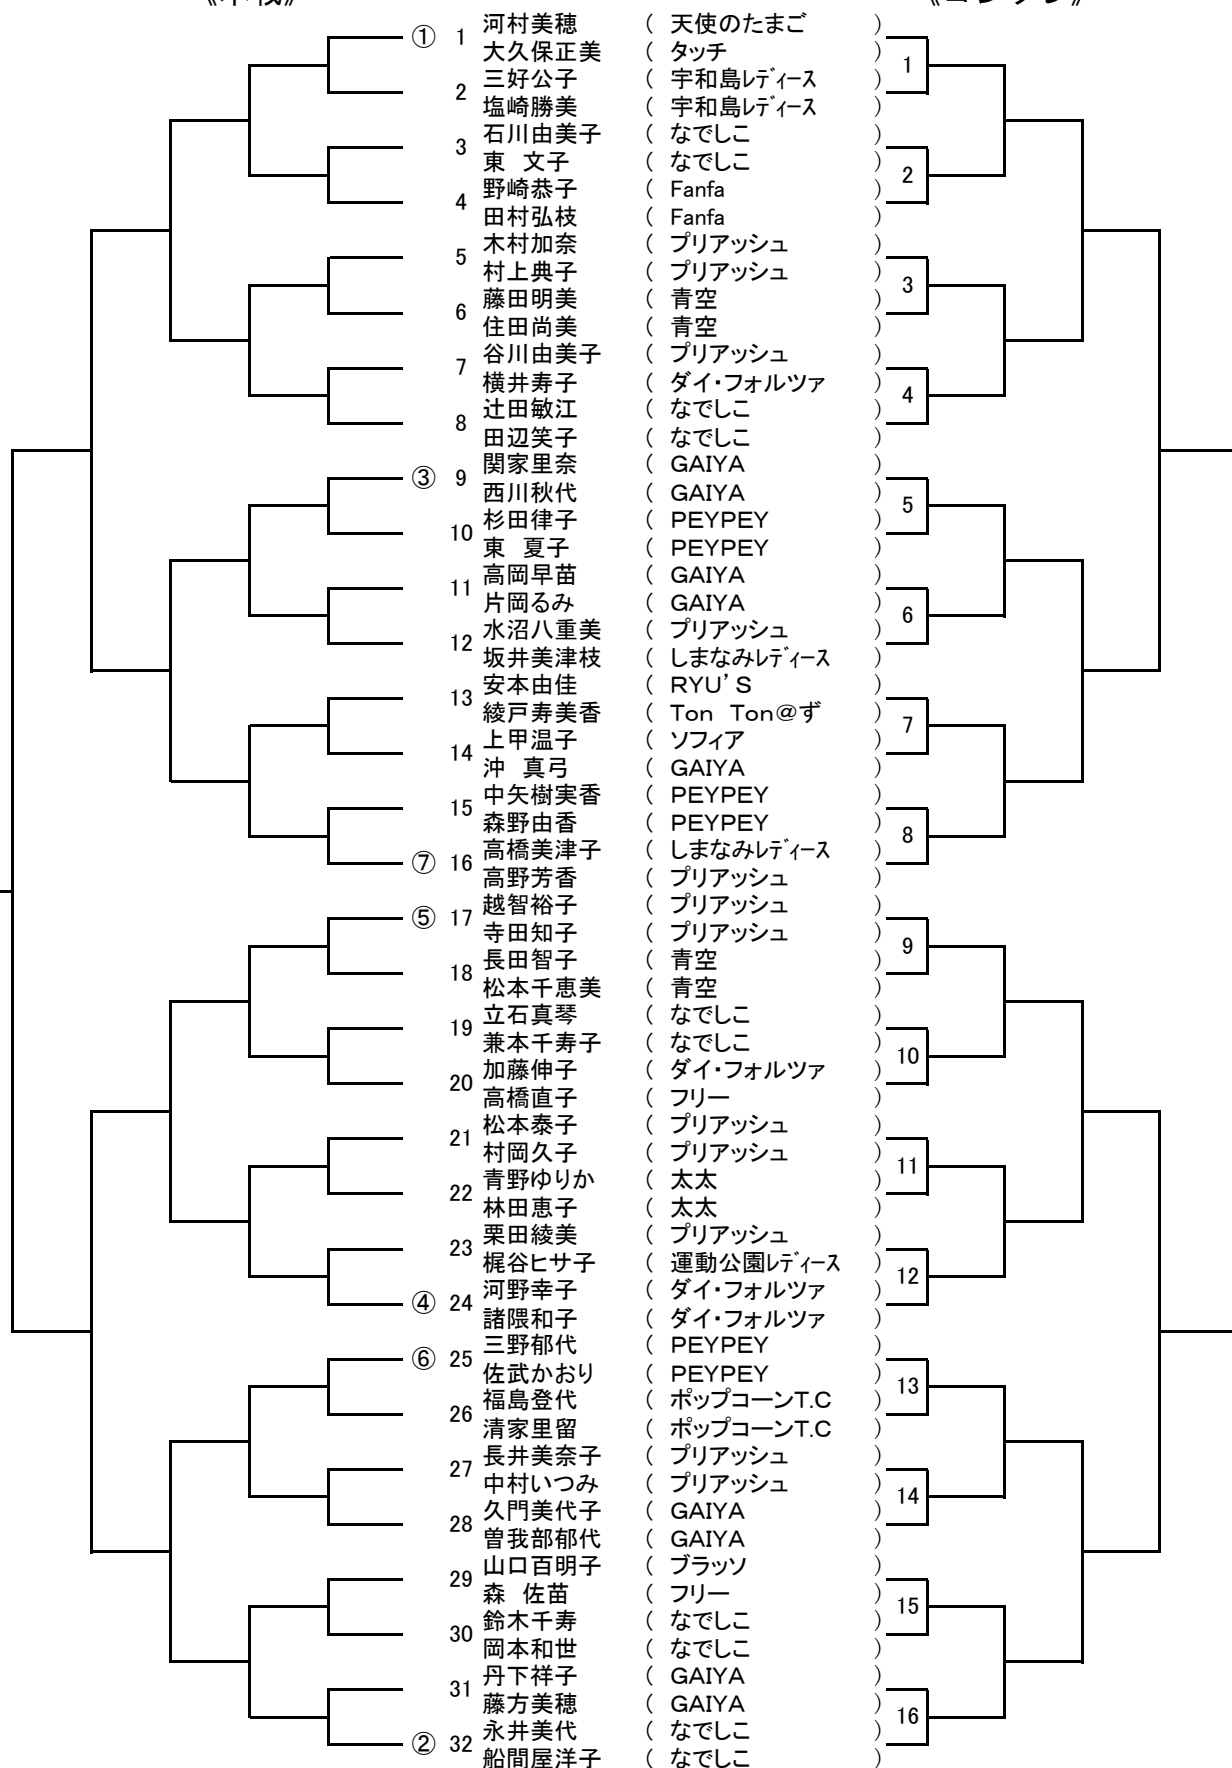 ① 1 河村美穂 ( 天使のたまご )
大久保正美 ( タッチ ) 1
2 三好公子 ( 宇和島レディース )
塩崎勝美 ( 宇和島レディース )
3 石川由美子 ( なでしこ )
東　文子 ( なでしこ ) 2
4 野崎恭子 ( Fanfa )
田村弘枝 ( Fanfa )
5 木村加奈 ( プリアッシュ )
村上典子 ( プリアッシュ ) 3
6 藤田明美 ( 青空 )
住田尚美 ( 青空 )
7 谷川由美子 ( プリアッシュ )
横井寿子 ( ダイ・フォルツァ ) 4
8 辻田敏江 ( なでしこ )
田辺笑子 ( なでしこ )
③ 9 関家里奈 ( GAIYA )
西川秋代 ( GAIYA ) 5
10 杉田律子 ( PEYPEY )
東　夏子 ( PEYPEY )
11 高岡早苗 ( GAIYA )
片岡るみ ( GAIYA ) 6
12 水沼八重美 ( プリアッシュ )
坂井美津枝 ( しまなみレディース )
13 安本由佳 ( RYU'S )
綾戸寿美香 ( Ton Ton@ず ) 7
14 上甲温子 ( ソフィア )
沖　真弓 ( GAIYA )
15 中矢樹実香 ( PEYPEY )
森野由香 ( PEYPEY ) 8
⑦ 16 高橋美津子 ( しまなみレディース )
高野芳香 ( プリアッシュ )
⑤ 17 越智裕子 ( プリアッシュ )
寺田知子 ( プリアッシュ ) 9
18 長田智子 ( 青空 )
松本千恵美 ( 青空 )
19 立石真琴 ( なでしこ )
兼本千寿子 ( なでしこ ) 10
20 加藤伸子 ( ダイ・フォルツァ )
高橋直子 ( フリー )
21 松本泰子 ( プリアッシュ )
村岡久子 ( プリアッシュ ) 11
22 青野ゆりか ( 太太 )
林田恵子 ( 太太 )
23 栗田綾美 ( プリアッシュ )
梶谷ヒサ子 ( 運動公園レディース ) 12
④ 24 河野幸子 ( ダイ・フォルツァ )
諸隈和子 ( ダイ・フォルツァ )
⑥ 25 三野郁代 ( PEYPEY )
佐武かおり ( PEYPEY ) 13
26 福島登代 ( ポップコーンT.C )
清家里留 ( ポップコーンT.C )
27 長井美奈子 ( プリアッシュ )
中村いつみ ( プリアッシュ ) 14
28 久門美代子 ( GAIYA )
曽我部郁代 ( GAIYA )
29 山口百明子 ( ブラッソ )
森　佐苗 ( フリー ) 15
30 鈴木千寿 ( なでしこ )
岡本和世 ( なでしこ )
31 丹下祥子 ( GAIYA )
藤方美穂 ( GAIYA ) 16
② 32 永井美代 ( なでしこ )
船間屋洋子 ( なでしこ )